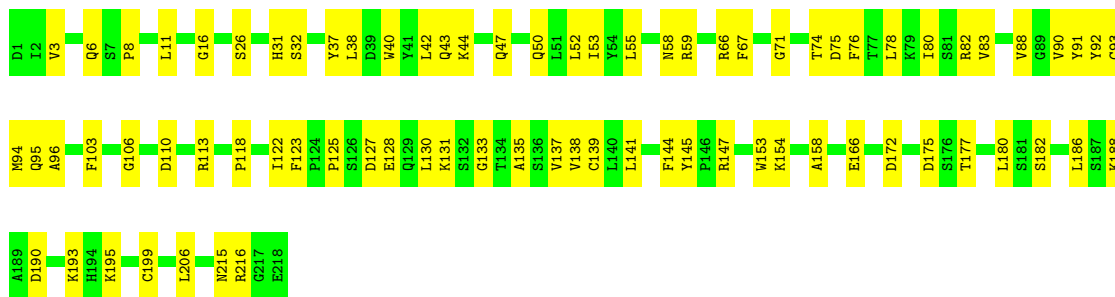 D1 I2 V3 Q6 S7 P8 L11 G16 S26 H31 S32 Y37 L38 D39 W40 Y41 L42 Q43 K44 Q47 Q50 L51 L52 I53 Y54 L55 N58 R59 R66 F67 G71 T74 D75 F76 T77 L78 K79 I80 S81 R82 V83 V88 G89 V90 Y91 Y92 C93
M94 Q95 A96 F103 G106 D110 R113 P118 I122 F123 P124 P125 S126 D127 E128 Q129 L130 K131 S132 G133 T134 A135 S136 V137 V138 C139 L140 L141 F144 Y145 P146 R147 W153 K154 A158 E166 D172 D175 S176 T177 L180 S181 S182 L186 S187 K188
A189 D190 K193 H194 K195 C199 L206 N215 R216 G217 E218